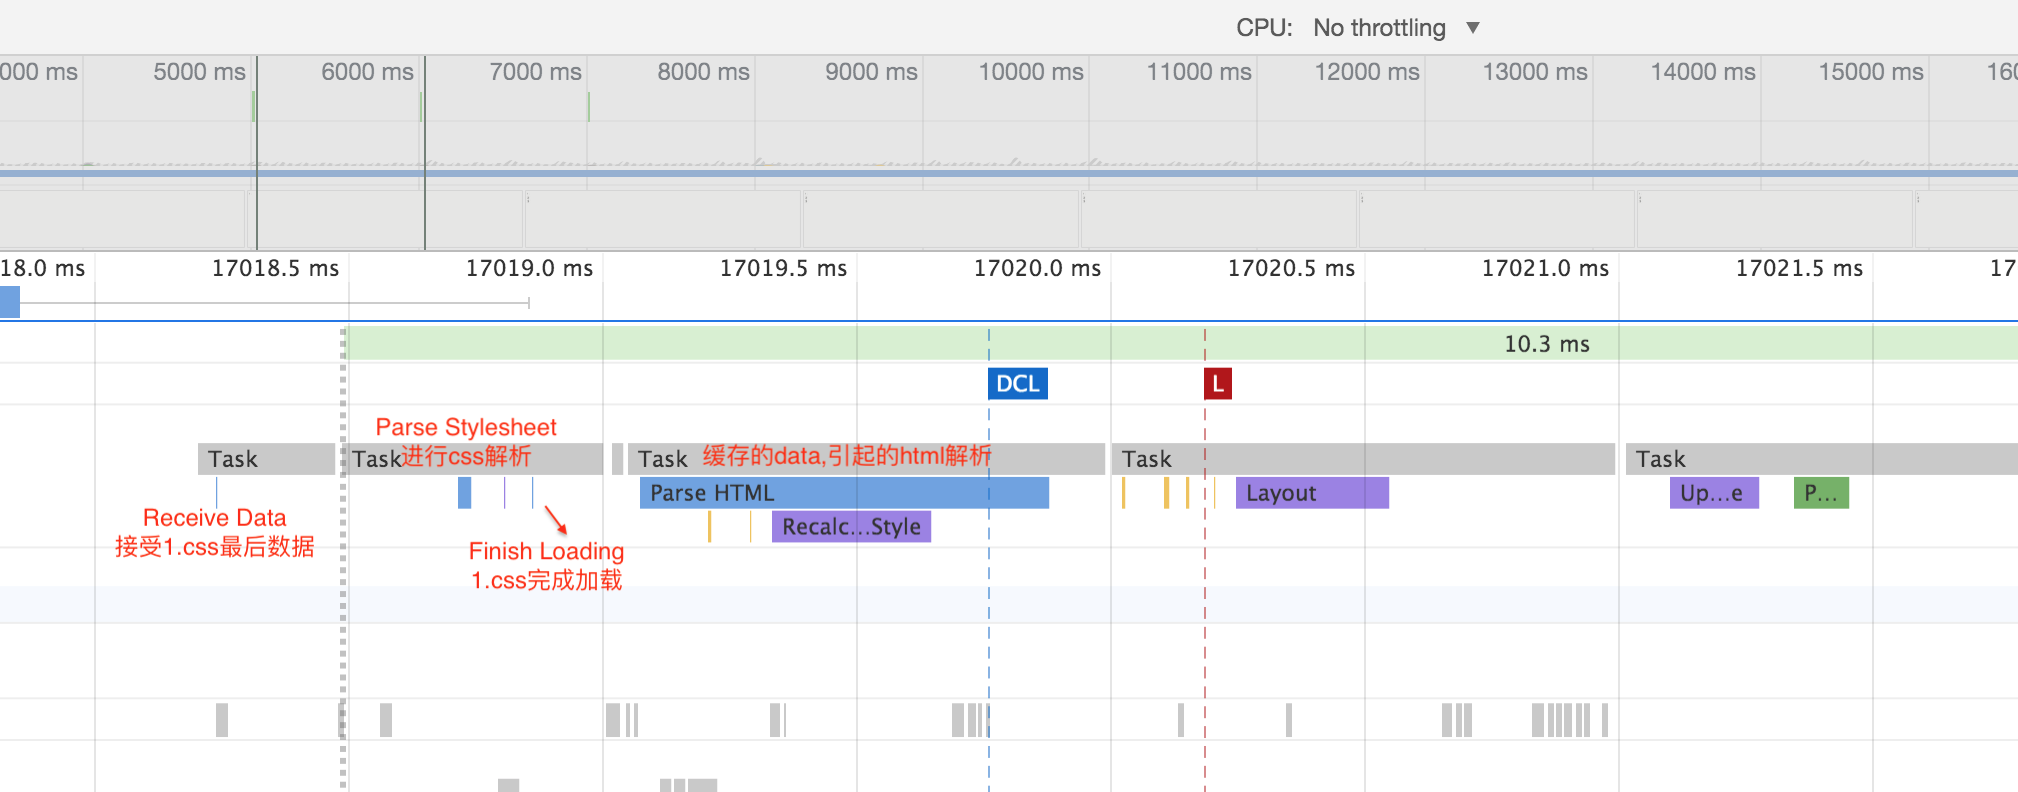 CPU: No throttling ▼
000 ms 5000 ms 6000 ms 7000 ms 8000 ms 9000 ms 10000 ms 11000 ms 12000 ms 13000 ms 14000 ms 15000 ms 160
18.0 ms 17018.5 ms 17019.0 ms 17019.5 ms 17020.0 ms 17020.5 ms 17021.0 ms 17021.5 ms 17
10.3 ms
DCL L
Parse Stylesheet
Task Task进行css解析 Task 缓存的data,引起的html解析 Task Task
Parse HTML Layout Up...e P...
Receive Data
Recalc...Style
接受1.css最后数据
Finish Loading
1.css完成加载